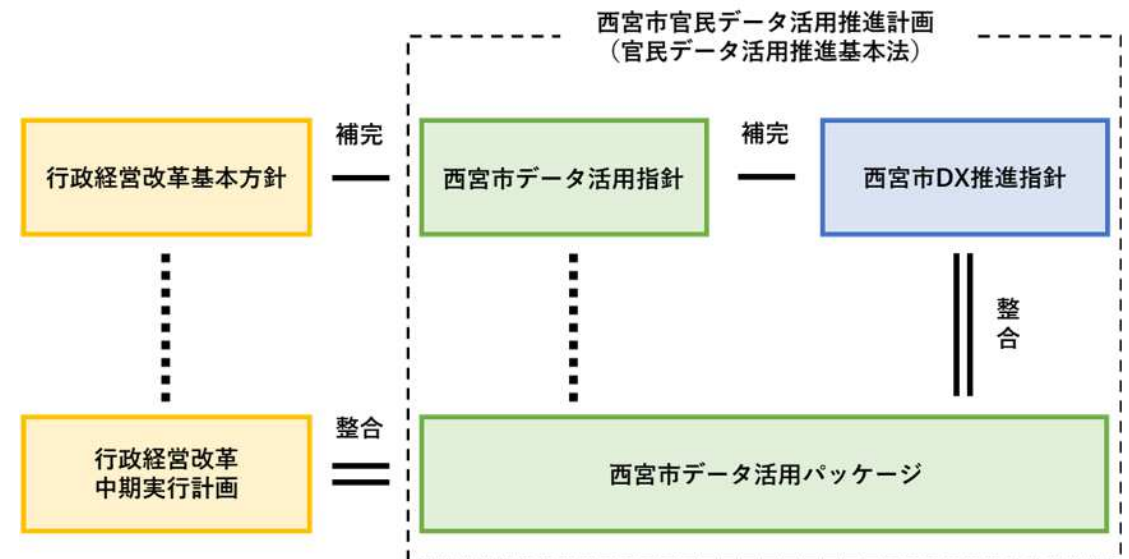 西宮市官民データ活用推進計画
（官民データ活用推進基本法）
行政経営改革基本方針
補完
西宮市データ活用指針
補完
西宮市DX推進指針
整合
行政経営改革
中期実行計画
整合
西宮市データ活用パッケージ